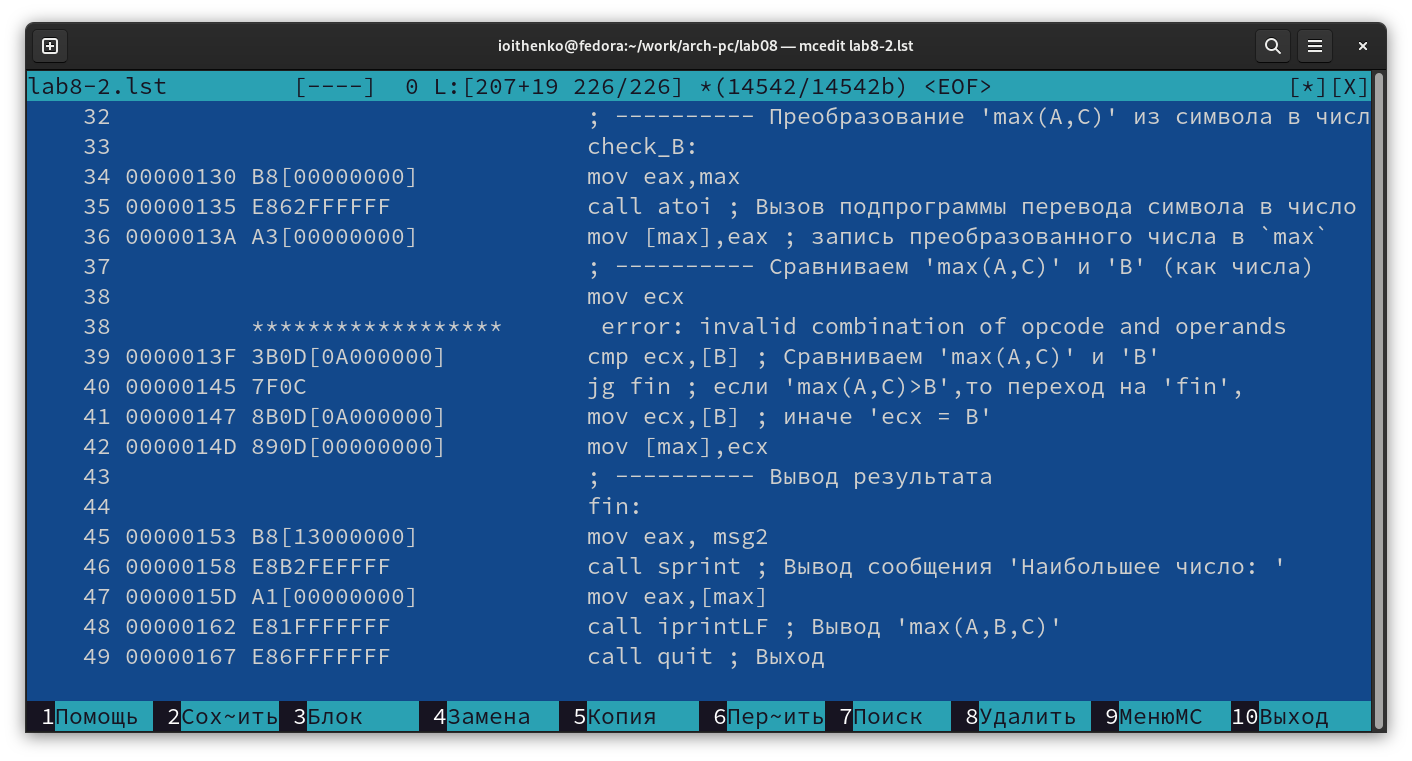 ioithenko@fedora:~/work/arch-pc/lab08 — mcedit lab8-2.lst
lab8-2.lst [----] 0 L:[207+19 226/226] *(14542/14542b) <EOF> [*][X]
32 ; ---------- Преобразование 'max(A,C)' из символа в числ
33 check_B:
34 00000130 B8[00000000] mov eax,max
35 00000135 E862FFFFFF call atoi ; Вызов подпрограммы перевода символа в число
36 0000013A A3[00000000] mov [max],eax ; запись преобразованного числа в `max`
37 ; ---------- Сравниваем 'max(A,C)' и 'B' (как числа)
38 mov ecx
38 ****************** error: invalid combination of opcode and operands
39 0000013F 3B0D[0A000000] cmp ecx,[B] ; Сравниваем 'max(A,C)' и 'B'
40 00000145 7F0C jg fin ; если 'max(A,C)>B',то переход на 'fin',
41 00000147 8B0D[0A000000] mov ecx,[B] ; иначе 'ecx = B'
42 0000014D 890D[00000000] mov [max],ecx
43 ; ---------- Вывод результата
44 fin:
45 00000153 B8[13000000] mov eax, msg2
46 00000158 E8B2FEFFFF call sprint ; Вывод сообщения 'Наибольшее число: '
47 0000015D A1[00000000] mov eax,[max]
48 00000162 E81FFFFFFF call iprintLF ; Вывод 'max(A,B,C)'
49 00000167 E86FFFFFFF call quit ; Выход
1Помощь 2Сох~ить 3Блок 4Замена 5Копия 6Пер~ить 7Поиск 8Удалить 9МенюМС 10Выход